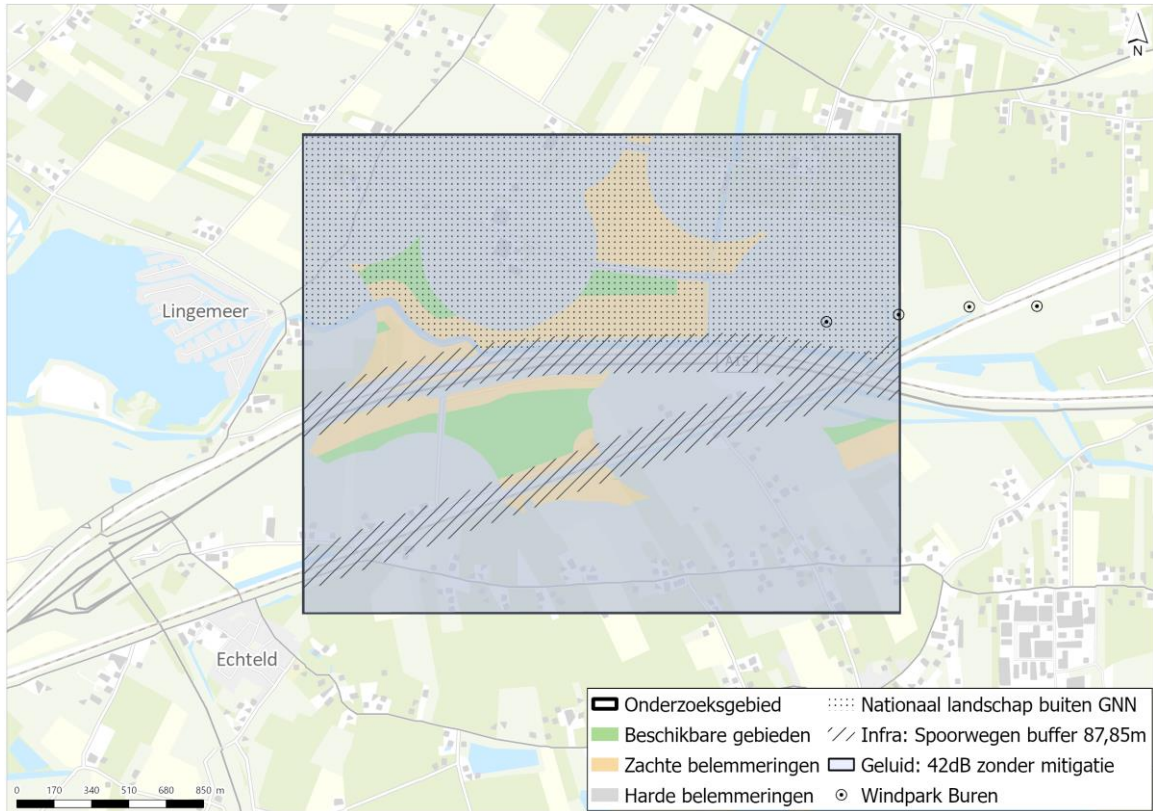 N
Lingemeer
A15
Echteld
Onderzoeksgebied
Beschikbare gebieden
Zachte belemmeringen
Harde belemmeringen
Nationaal landschap buiten GNN
Infra: Spoorwegen buffer 87,85m
Geluid: 42dB zonder mitigatie
Windpark Buren
0 170 340 510 680 850 m